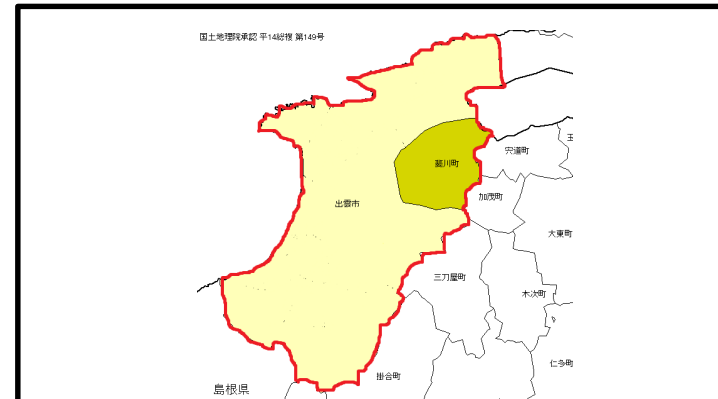 国土地理院承認 平14総複 第149号
宍道町
玉
斐川町
加茂町
出雲市
大東町
三刀屋町
木次町
仁多町
掛合町
島根県